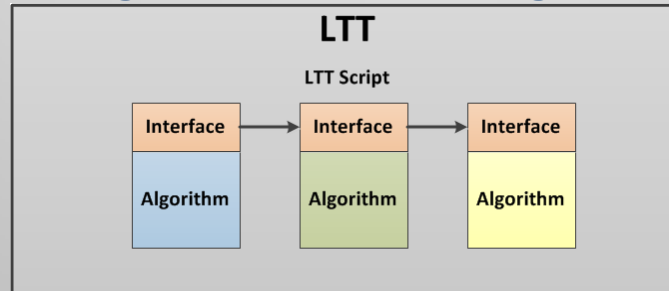 LTT
LTT Script
Interface Interface Interface
Algorithm Algorithm Algorithm